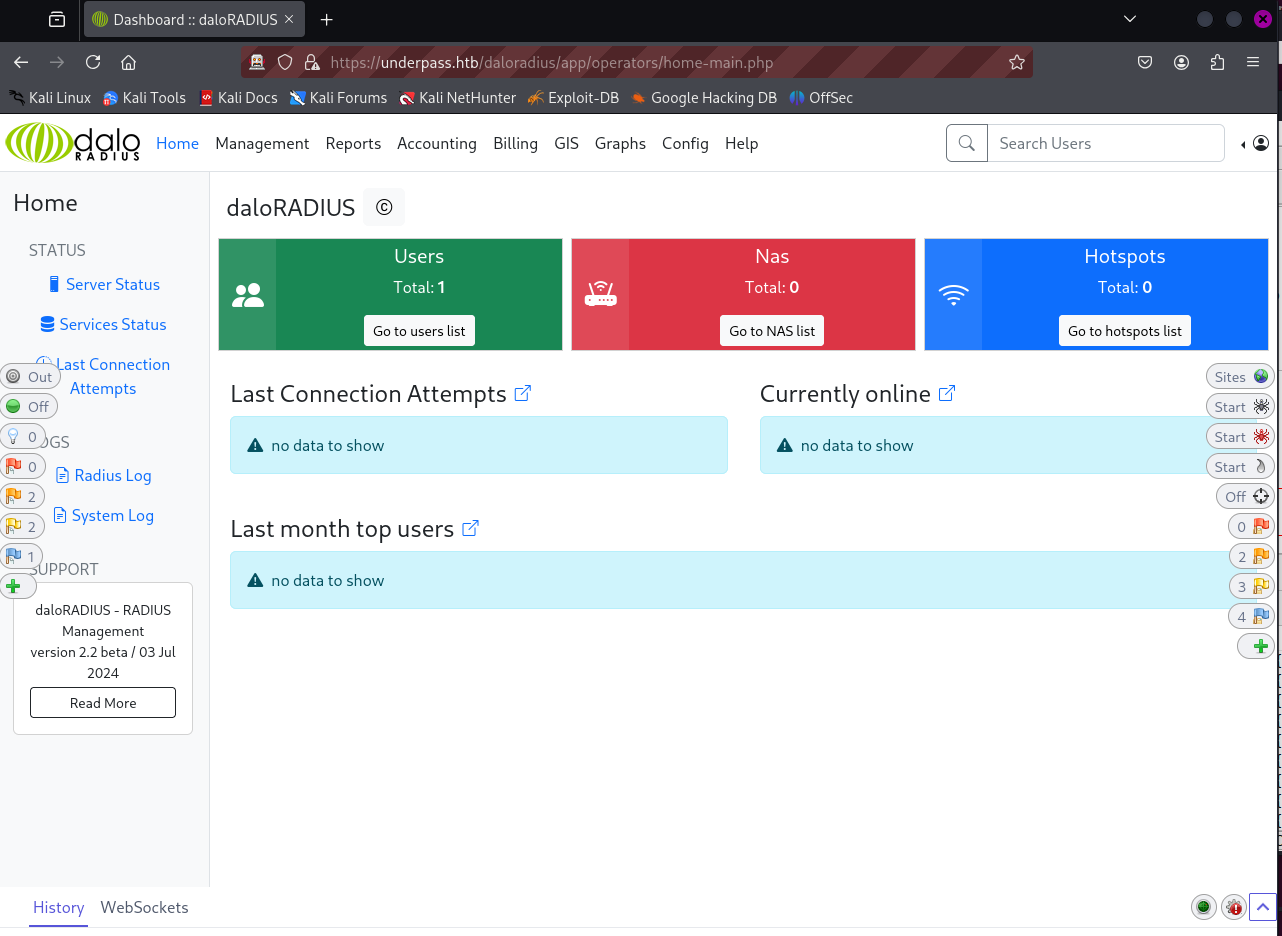 Dashboard :: daloRADIUS
https://underpass.htb/daloradius/app/operators/home-main.php
Kali Linux Kali Tools Kali Docs Kali Forums Kali NetHunter Exploit-DB Google Hacking DB OffSec
dalo RADIUS Home Management Reports Accounting Billing GIS Graphs Config Help Search Users
Home
STATUS
Server Status
Services Status
Last Connection
Attempts
Out
Off
0
0
2
2
1
OGS
Radius Log
System Log
SUPPORT
daloRADIUS - RADIUS
Management
version 2.2 beta / 03 Jul
2024
Read More
daloRADIUS ©
Users
Total: 1
Go to users list
Nas
Total: 0
Go to NAS list
Hotspots
Total: 0
Go to hotspots list
Last Connection Attempts
no data to show
Currently online
no data to show
Last month top users
no data to show
Sites
Start
Start
Start
Off
0
2
3
4
History WebSockets